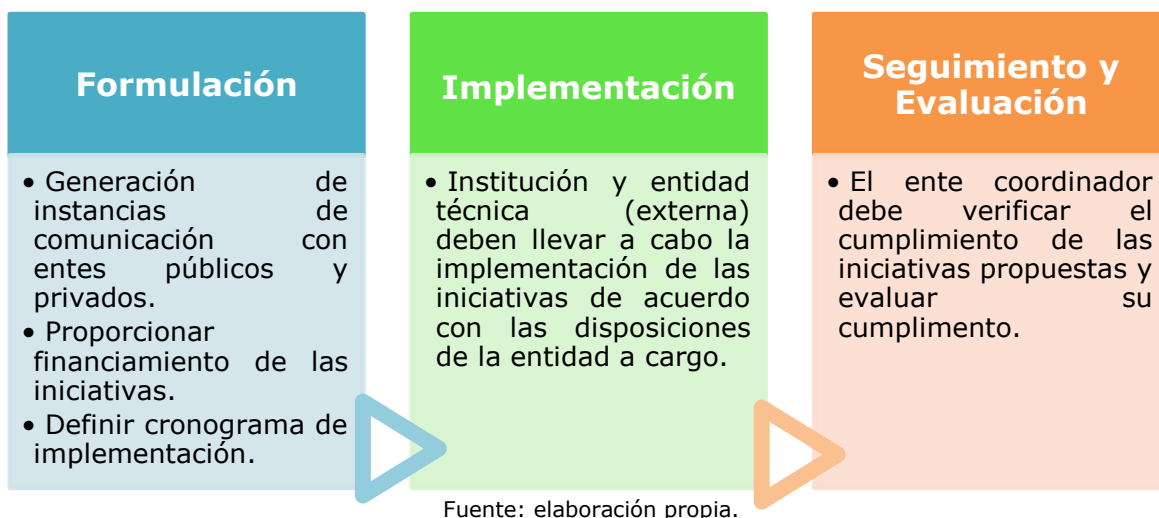 Formulación
• Generación de
instancias de
comunicación con
entes públicos y
privados.
• Proporcionar
financiamiento de las
iniciativas.
• Definir cronograma de
implementación.
Implementación
• Institución y entidad
técnica (externa)
deben llevar a cabo la
implementación de las
iniciativas de acuerdo
con las disposiciones
de la entidad a cargo.
Seguimiento y
Evaluación
• El ente coordinador
debe verificar el
cumplimiento de las
iniciativas propuestas y
evaluar su
cumplimento.
Fuente: elaboración propia.